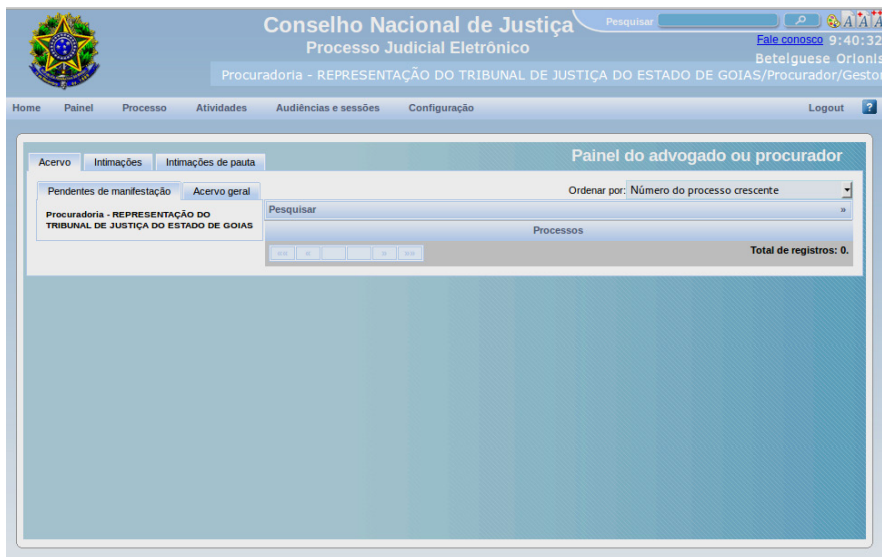 Conselho Nacional de Justiça
Processo Judicial Eletrônico
Pesquisar
Fale conosco 9:40:32
Betelguese Orionis
Procuradoria - REPRESENTAÇÃO DO TRIBUNAL DE JUSTIÇA DO ESTADO DE GOIAS/Procurador/Gestor
Home Painel Processo Atividades Audiências e sessões Configuração Logout ?
Painel do advogado ou procurador
Acervo Intimações Intimações de pauta
Pendentes de manifestação Acervo geral
Ordenar por: Número do processo crescente
Procuradoria - REPRESENTAÇÃO DO
TRIBUNAL DE JUSTIÇA DO ESTADO DE GOIAS
Pesquisar »
Processos
«« « » »» Total de registros: 0.